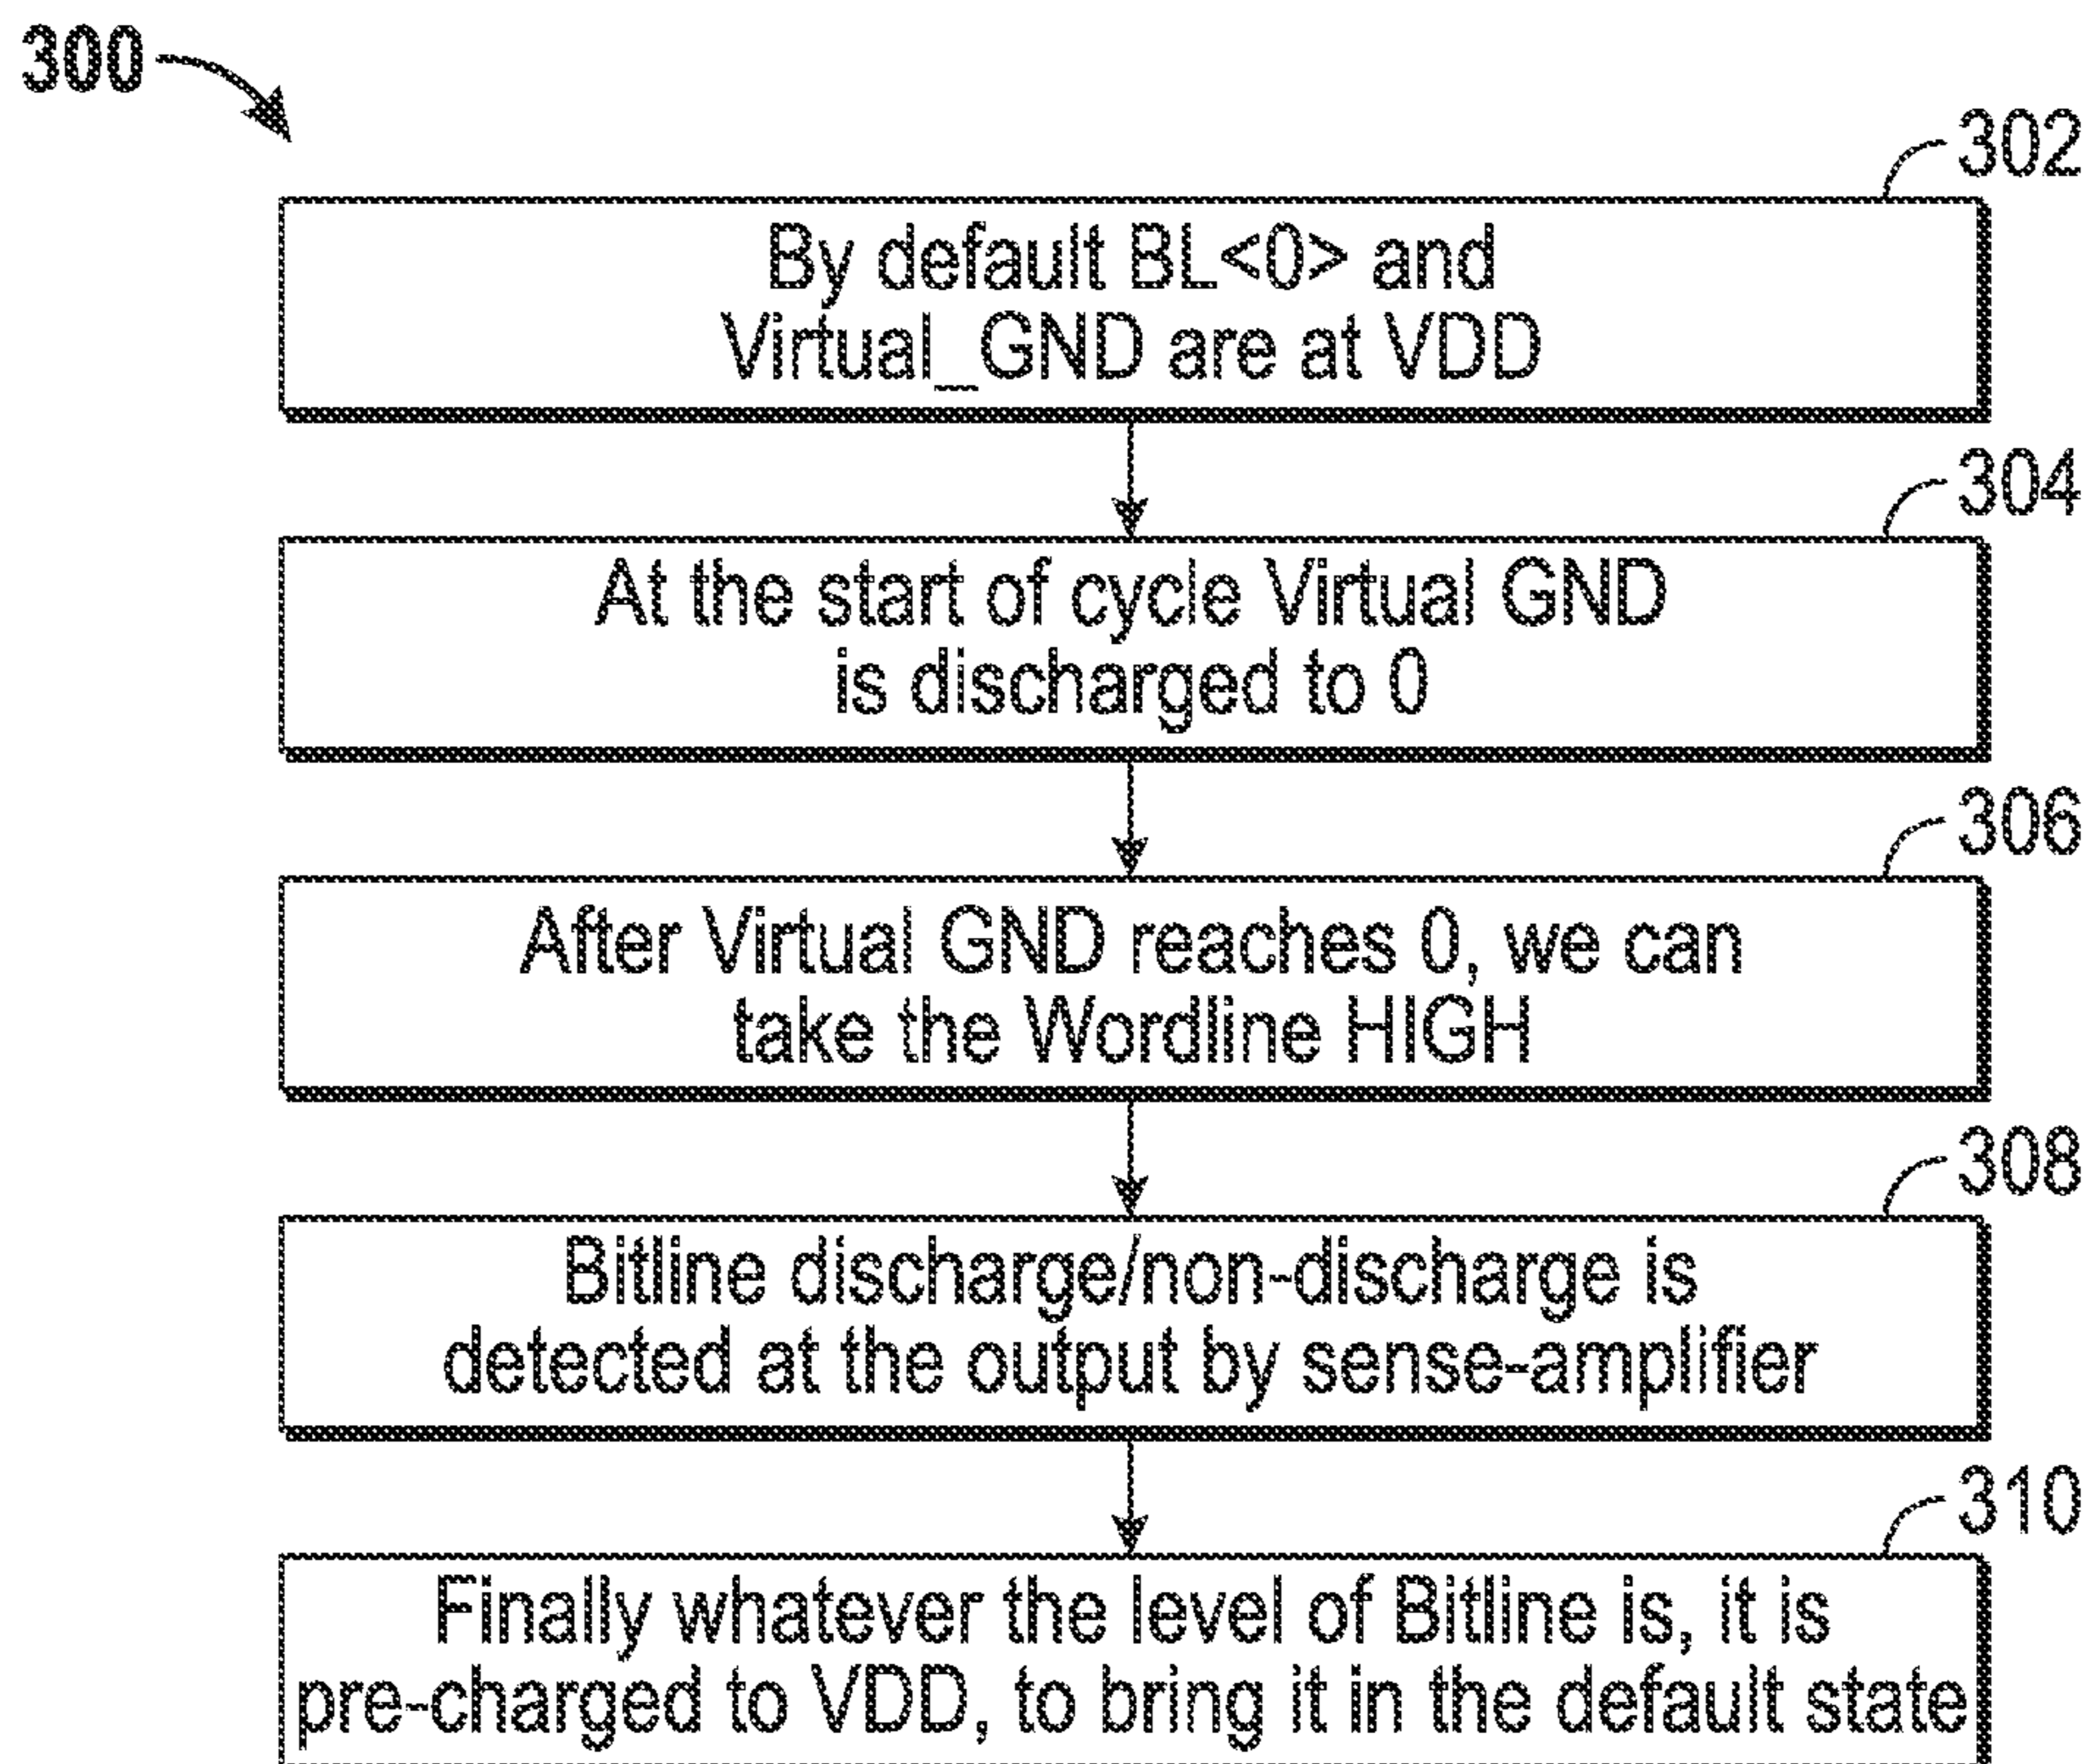 300
302
By default BL<0> and
Virtual_GND are at VDD
304
At the start of cycle Virtual GND
is discharged to 0
306
After Virtual GND reaches 0, we can
take the Wordline HIGH
308
Bitline discharge/non-discharge is
detected at the output by sense-amplifier
310
Finally whatever the level of Bitline is, it is
pre-charged to VDD, to bring it in the default state